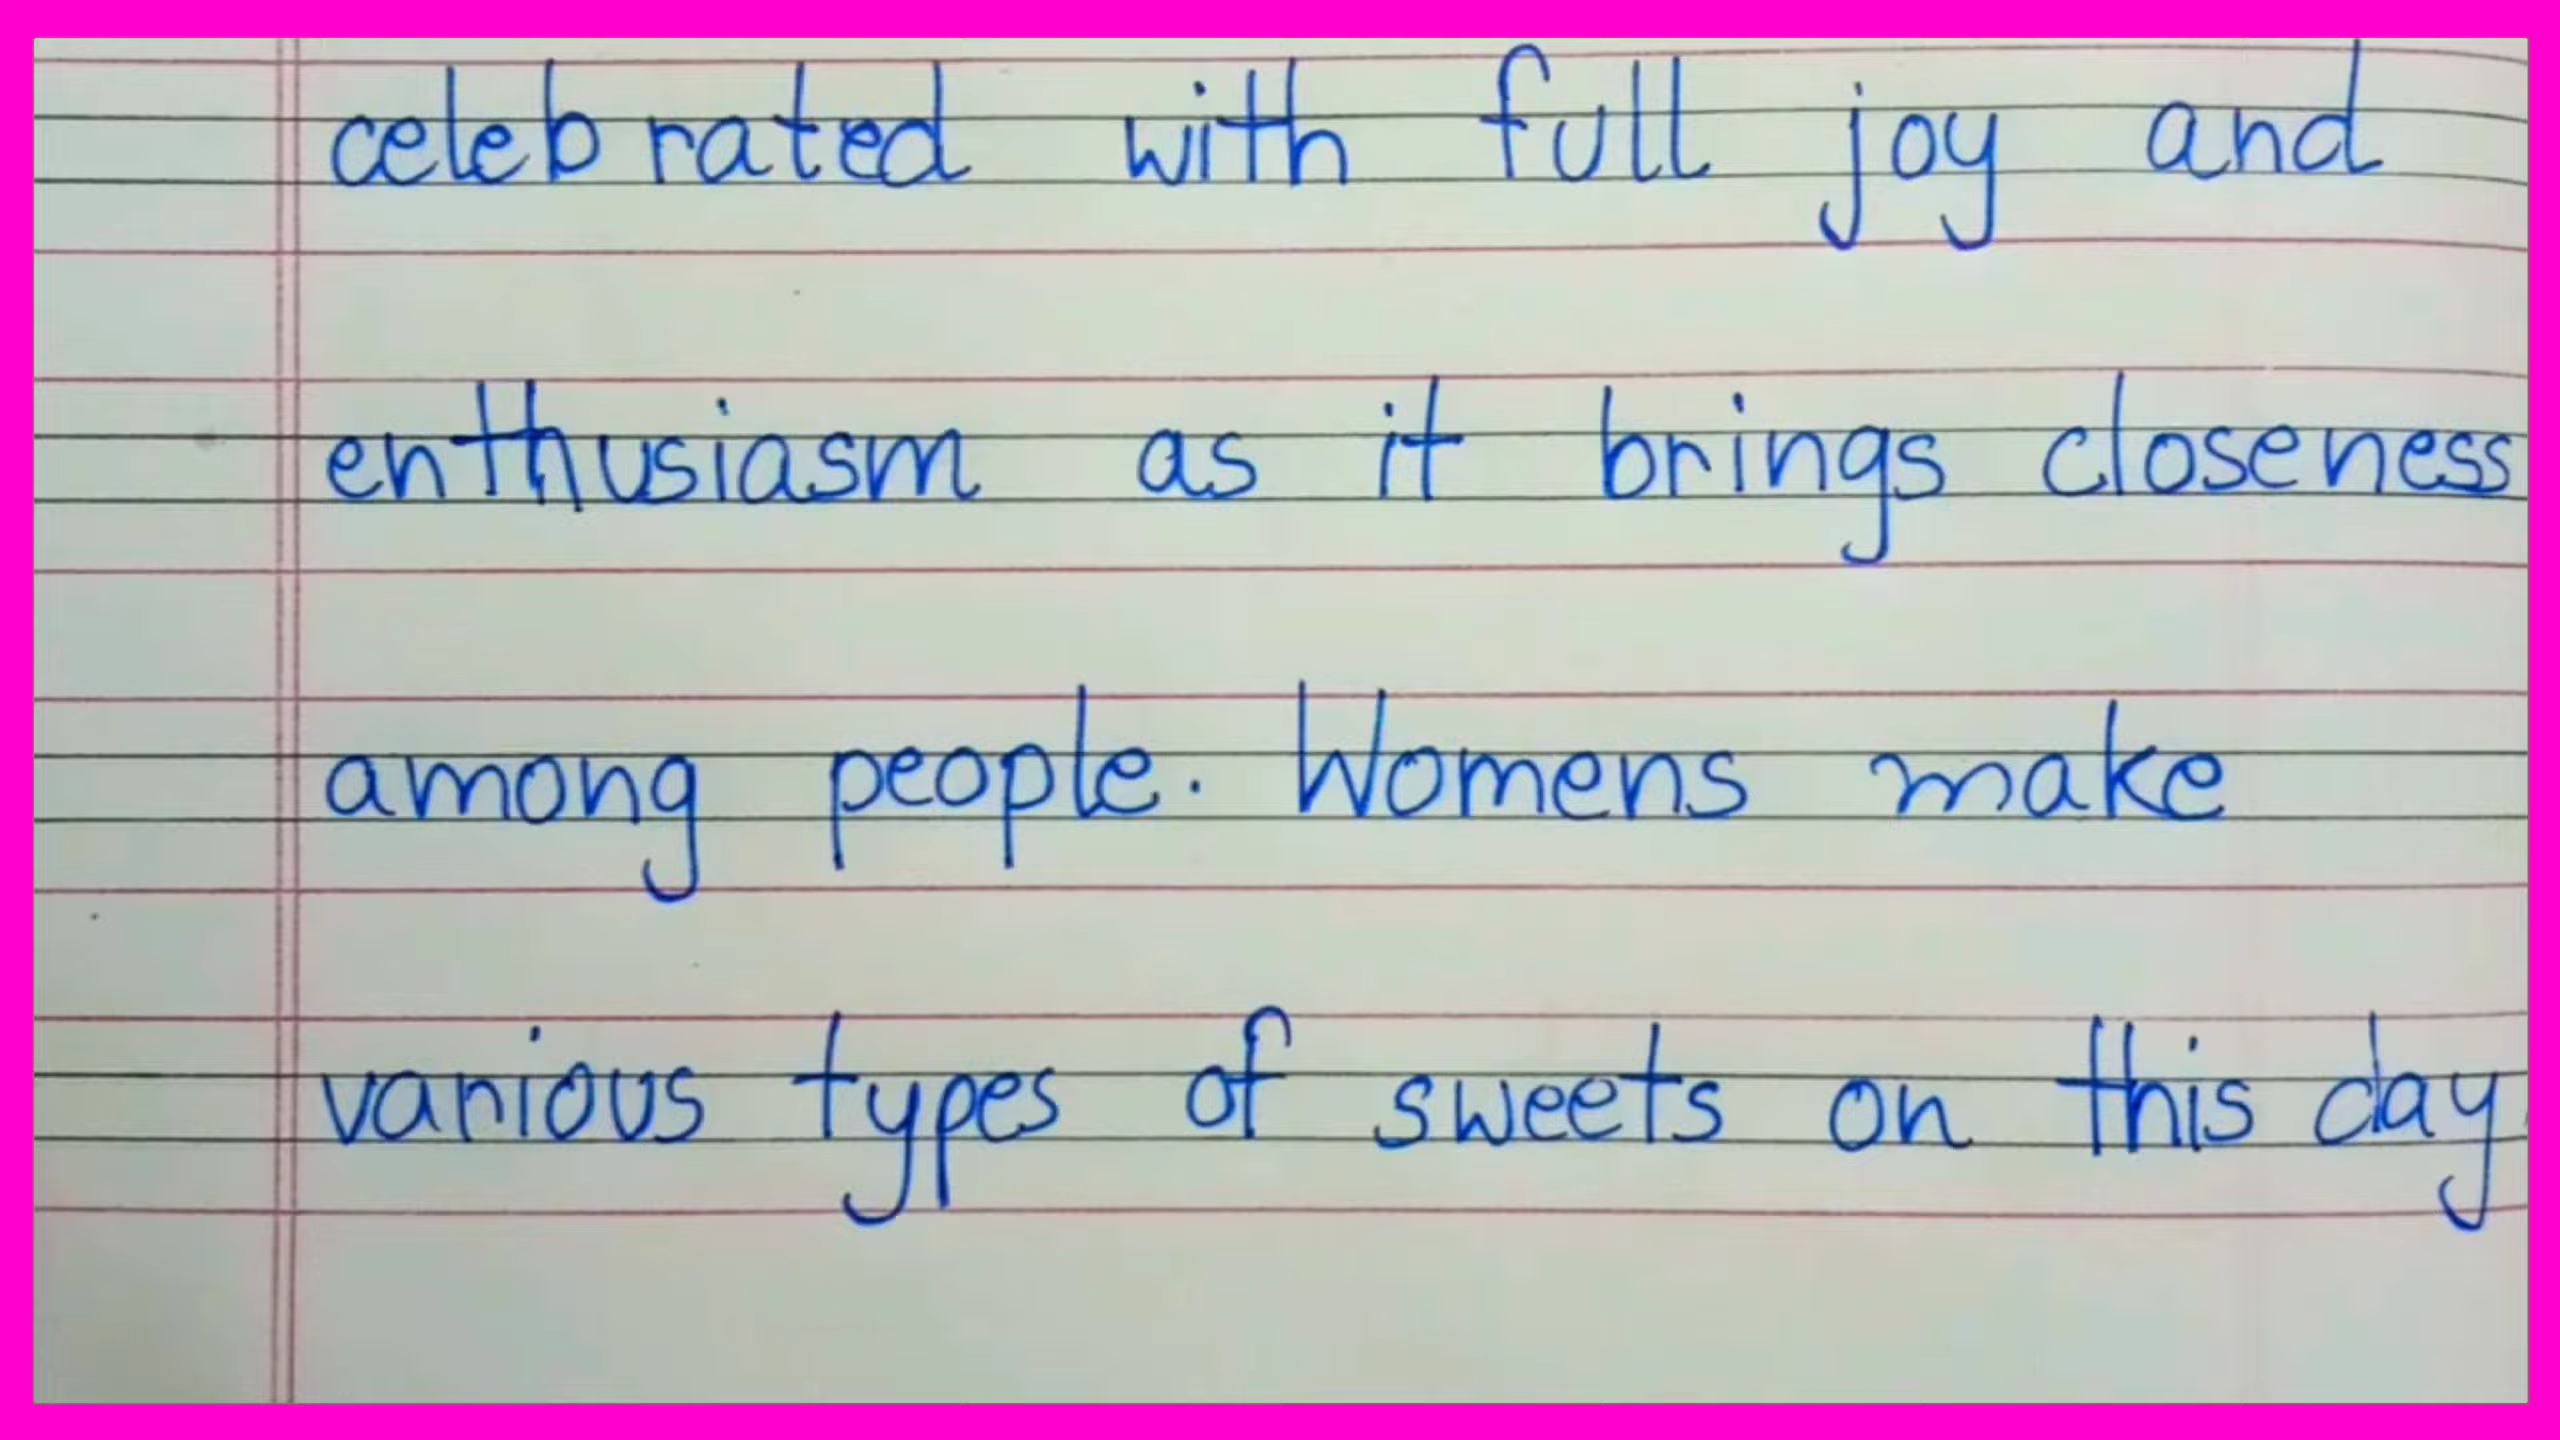 celebrated with full joy and
enthusiasm as it brings closeness
among people. Womens make
various types of sweets on this day